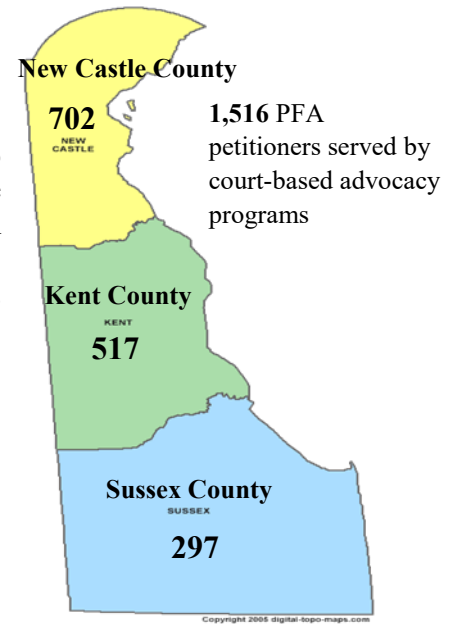 New Castle County
702
NEW
CASTLE
1,516 PFA
petitioners served by
court-based advocacy
programs
Kent County
KENT
517
Sussex County
SUSSEX
297
Copyright 2005 digital-topo-maps.com